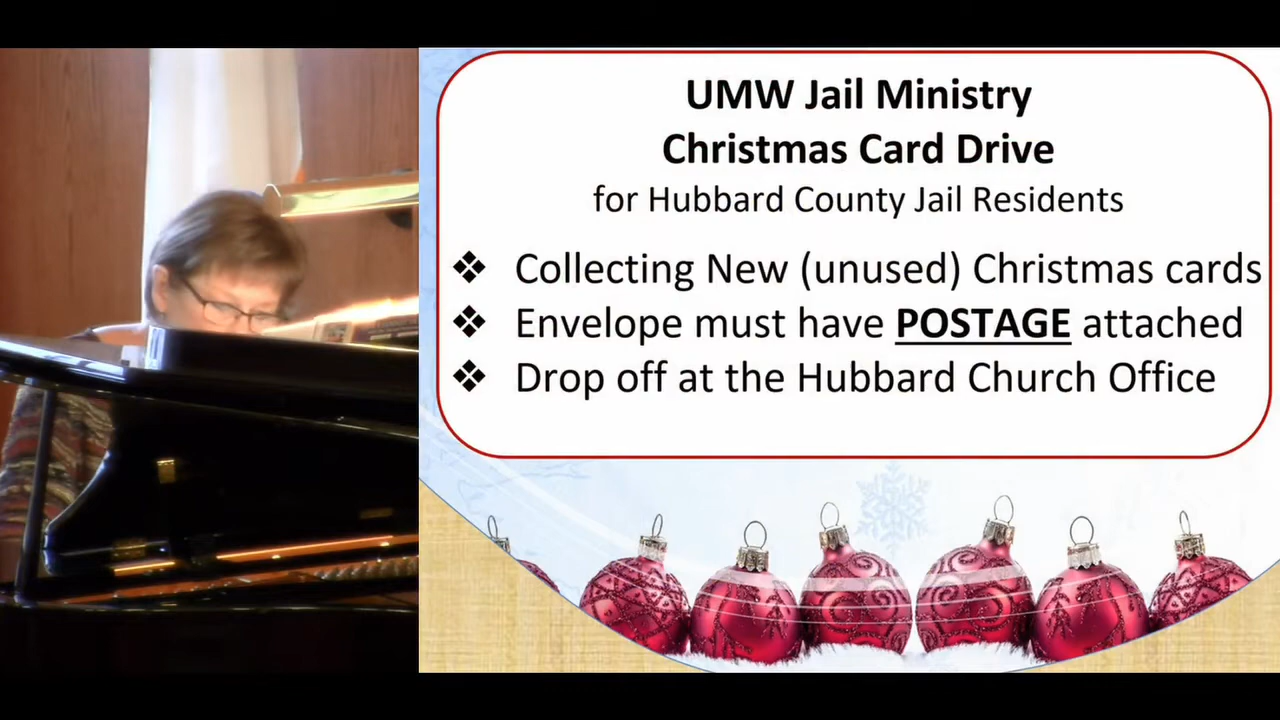 UMW Jail Ministry
Christmas Card Drive
for Hubbard County Jail Residents
❖ Collecting New (unused) Christmas cards
❖ Envelope must have POSTAGE attached
❖ Drop off at the Hubbard Church Office